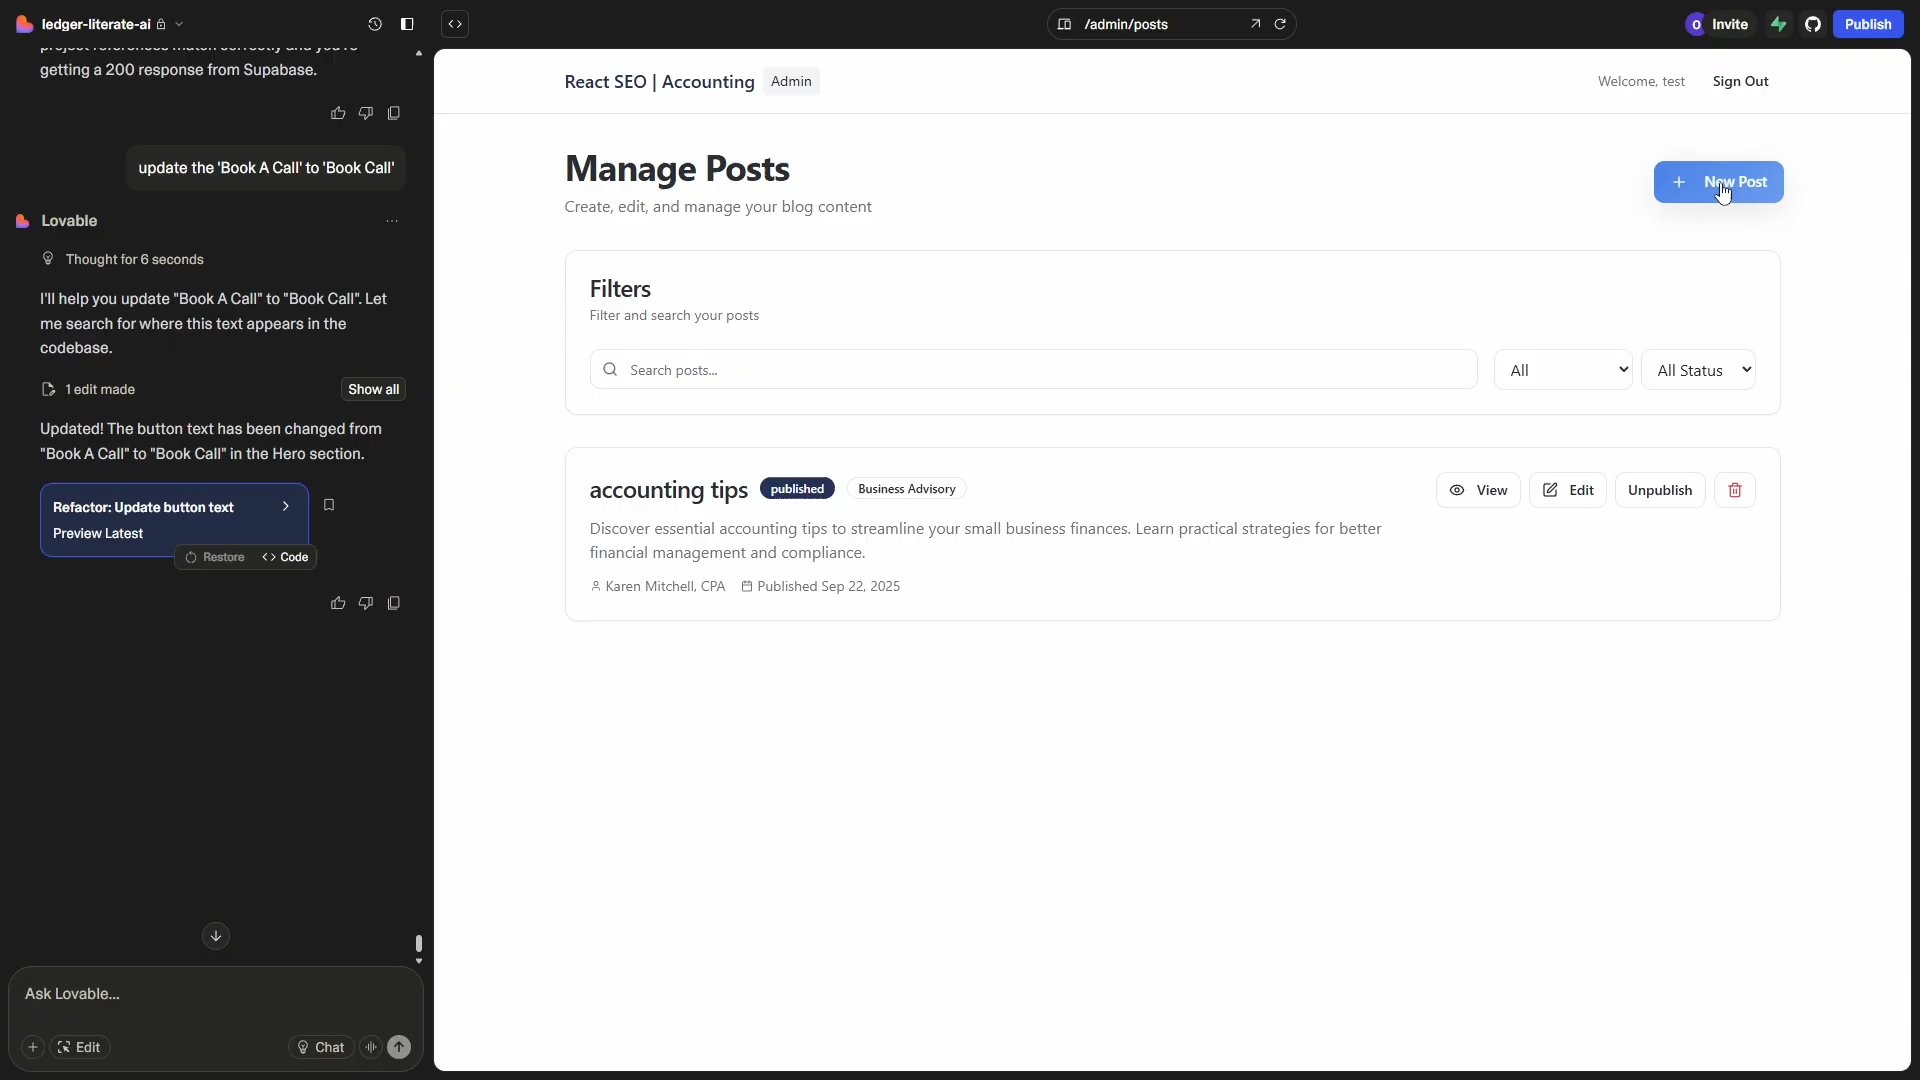 ledger-literate-ai
/admin/posts
O Invite
Publish
project references match correctly and you're
getting a 200 response from Supabase.
update the 'Book A Call' to 'Book Call'
Lovable
Thought for 6 seconds
I'll help you update "Book A Call" to "Book Call". Let
me search for where this text appears in the
codebase.
1 edit made
Show all
Updated! The button text has been changed from
"Book A Call" to "Book Call" in the Hero section.
Refactor: Update button text
Preview Latest
Restore
Code
Ask Lovable...
Edit
Chat
React SEO | Accounting
Admin
Welcome, test
Sign Out
Manage Posts
Create, edit, and manage your blog content
New Post
Filters
Filter and search your posts
Search posts...
All
All Status
accounting tips
published
Business Advisory
View
Edit
Unpublish
Discover essential accounting tips to streamline your small business finances. Learn practical strategies for better
financial management and compliance.
Karen Mitchell, CPA
Published Sep 22, 2025